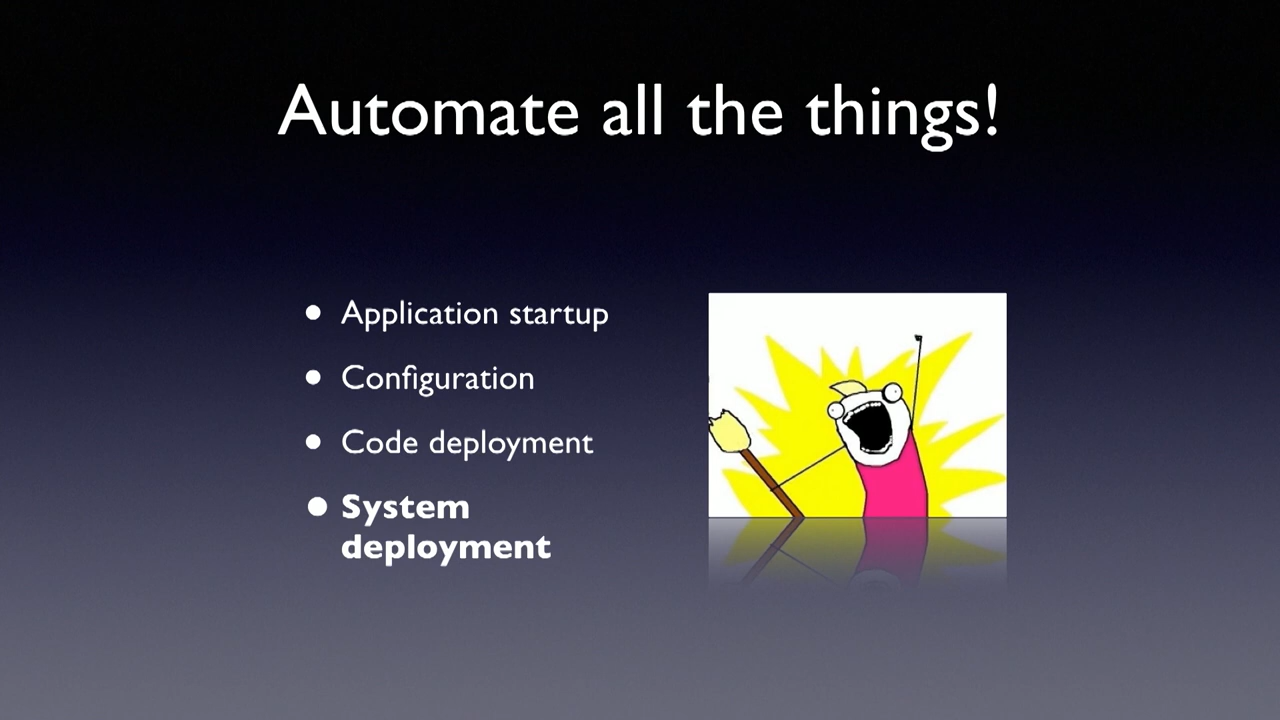 Automate all the things!
Application startup
Configuration
Code deployment
System
deployment